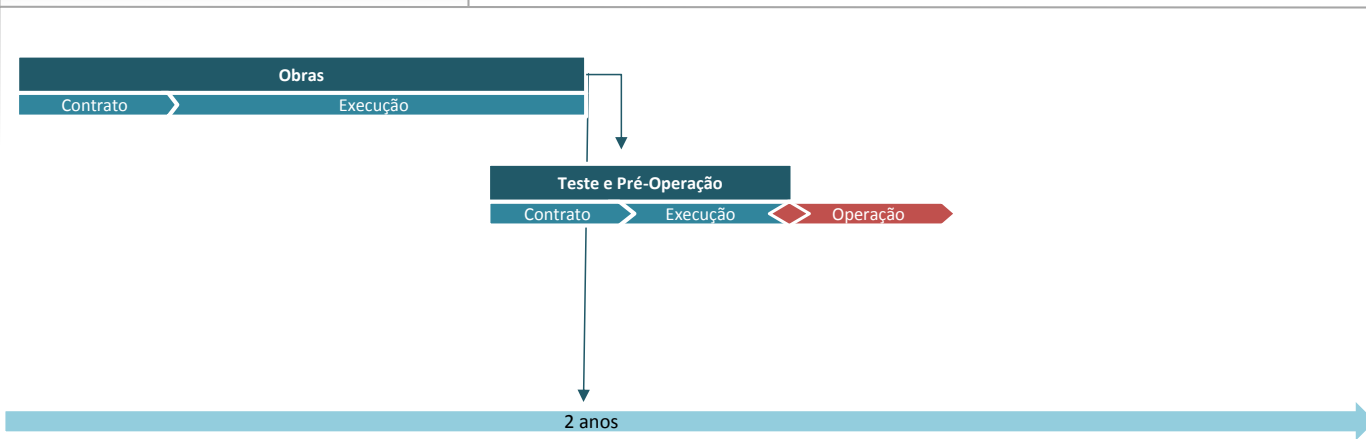 Obras
Contrato
Execução
Teste e Pré-Operação
Contrato
Execução
Operação
2 anos